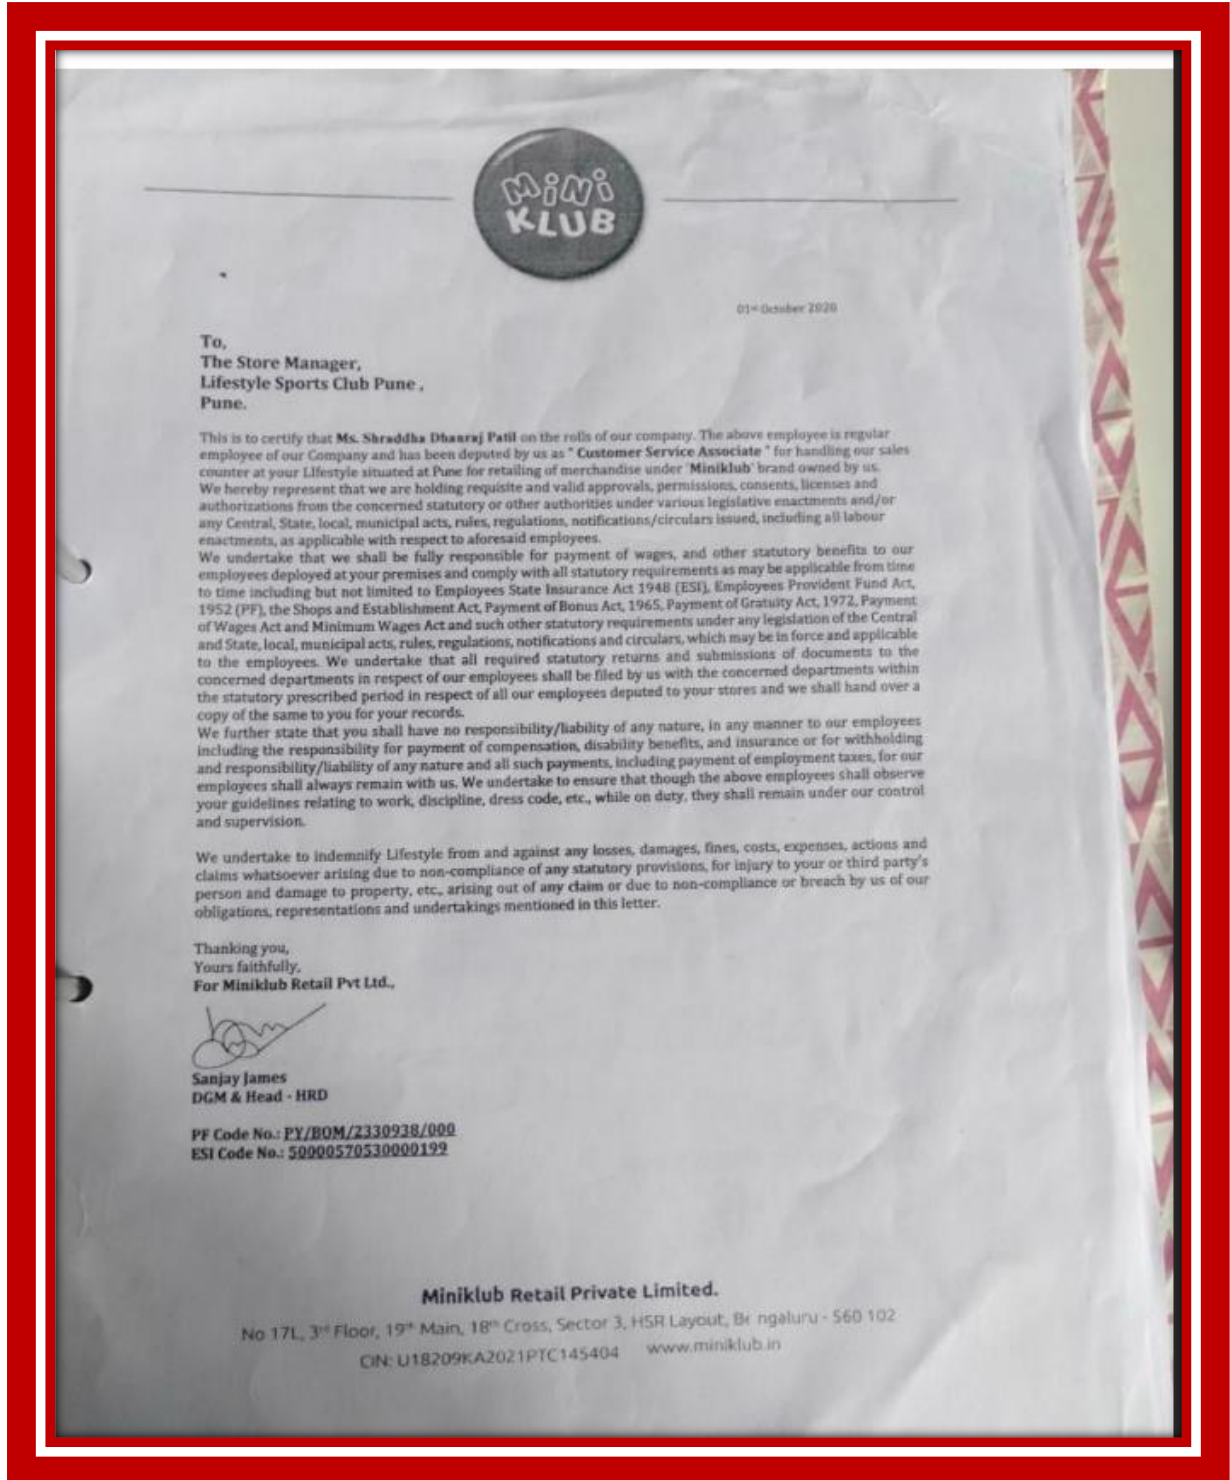 MiNi
KLUB
01st October 2020
To,
The Store Manager,
Lifestyle Sports Club Pune ,
Pune.
This is to certify that Ms. Shraddha Dhanraj Patil on the rolls of our company. The above employee is regular
employee of our Company and has been deputed by us as " Customer Service Associate " for handling our sales
counter at your Lifestyle situated at Pune for retailing of merchandise under 'Miniklub' brand owned by us.
We hereby represent that we are holding requisite and valid approvals, permissions, consents, licenses and
authorizations from the concerned statutory or other authorities under various legislative enactments and/or
any Central, State, local, municipal acts, rules, regulations, notifications/circulars issued, including all labour
enactments, as applicable with respect to aforesaid employees.
We undertake that we shall be fully responsible for payment of wages, and other statutory benefits to our
employees deployed at your premises and comply with all statutory requirements as may be applicable from time
to time including but not limited to Employees State Insurance Act 1948 (ESI), Employees Provident Fund Act,
1952 (PF), the Shops and Establishment Act, Payment of Bonus Act, 1965, Payment of Gratuity Act, 1972, Payment
of Wages Act and Minimum Wages Act and such other statutory requirements under any legislation of the Central
and State, local, municipal acts, rules, regulations, notifications and circulars, which may be in force and applicable
to the employees. We undertake that all required statutory returns and submissions of documents to the
concerned departments in respect of our employees shall be filed by us with the concerned departments within
the statutory prescribed period in respect of all our employees deputed to your stores and we shall hand over a
copy of the same to you for your records.
We further state that you shall have no responsibility/liability of any nature, in any manner to our employees
including the responsibility for payment of compensation, disability benefits, and insurance or for withholding
and responsibility/liability of any nature and all such payments, including payment of employment taxes, for our
employees shall always remain with us. We undertake to ensure that though the above employees shall observe
your guidelines relating to work, discipline, dress code, etc., while on duty, they shall remain under our control
and supervision.
We undertake to indemnify Lifestyle from and against any losses, damages, fines, costs, expenses, actions and
claims whatsoever arising due to non-compliance of any statutory provisions, for injury to your or third party's
person and damage to property, etc., arising out of any claim or due to non-compliance or breach by us of our
obligations, representations and undertakings mentioned in this letter.
Thanking you,
Yours faithfully,
For Miniklub Retail Pvt Ltd.,
Sanjay James
DGM & Head - HRD
PF Code No.: PY/BOM/2330938/000
ESI Code No.: 50000570530000199
Miniklub Retail Private Limited.
No 17L, 3rd Floor, 19th Main, 18th Cross, Sector 3, HSR Layout, Be ngaluru - 560 102
CIN: U18209KA2021PTC145404 www.miniklub.in